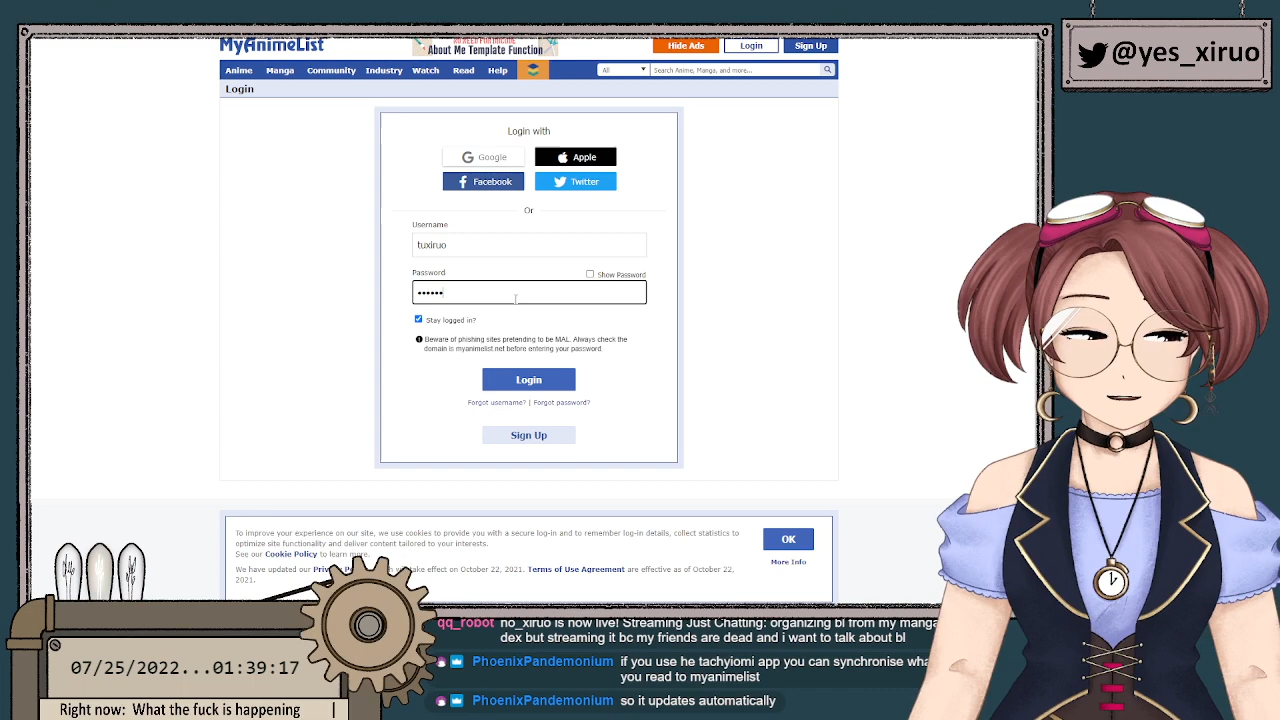 @yes_xiruo
MyAnimeList
About Me Template Function
Hide Ads
Login
Sign Up
Anime
Manga
Community
Industry
Watch
Read
Help
All
Search Anime, Manga, and more...
Login
Login with
Google
Apple
Facebook
Twitter
Or
Username
tuxiruo
Password
Show Password
••••••
Stay logged in?
Beware of phishing sites pretending to be MAL. Always check the
domain is myanimelist.net before entering your password.
Login
Forgot username? | Forgot password?
Sign Up
To improve your experience on our site, we use cookies to provide you with a secure log-in and to remember log-in details, collect statistics to
optimize site functionality and deliver content tailored to your interests.
See our Cookie Policy to learn more.
We have updated our take effect on October 22, 2021. Terms of Use Agreement are effective as of October 22,
2021.
OK
More Info
qq_robot no_xiruo is now live! Streaming Just Chatting: organizing bl from my manga
dex but streaming it bc my friends are dead and i want to talk about bl
PhoenixPandemonium if you use he tachyiomi app you can synchronise wha
you read to myanimelist
PhoenixPandemonium so it updates automatically
07/25/2022...01:39:17
Right now: What the fuck is happening